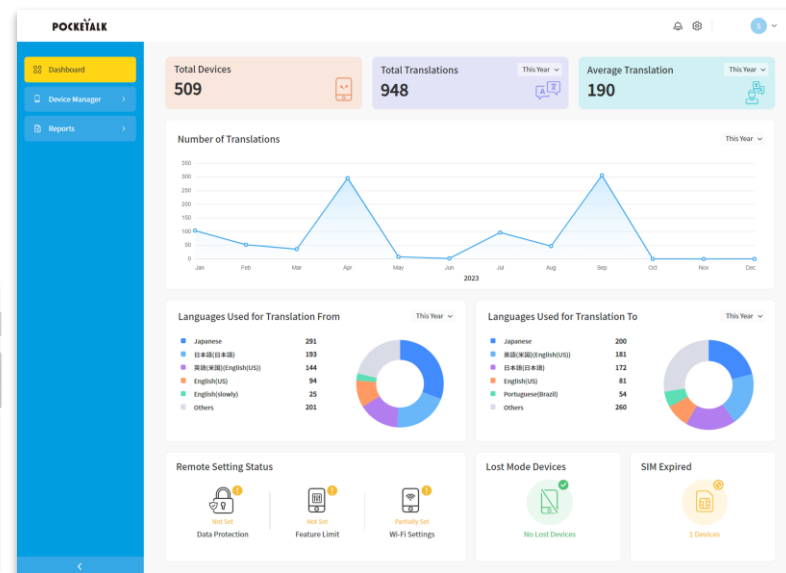 POCKETALK
S
Dashboard
Device Manager
Reports
Total Devices
509
Total Translations
This Year
948
Average Translation
This Year
190
Number of Translations
This Year
350
300
250
200
150
100
50
0
Jan Feb Mar Apr May Jun Jul Aug Sep Oct Nov Dec
2023
Languages Used for Translation From
This Year
Japanese 291
日本語(日本語) 193
英語(米国)(English(US)) 144
English(US) 94
English(slowly) 25
Others 201
Languages Used for Translation To
This Year
Japanese 200
英語(米国)(English(US)) 181
日本語(日本語) 172
English(US) 81
Portuguese(Brazil) 54
Others 260
Remote Setting Status
Not Set
Data Protection
Not Set
Feature Limit
Partially Set
Wi-Fi Settings
Lost Mode Devices
No Lost Devices
SIM Expired
1 Devices